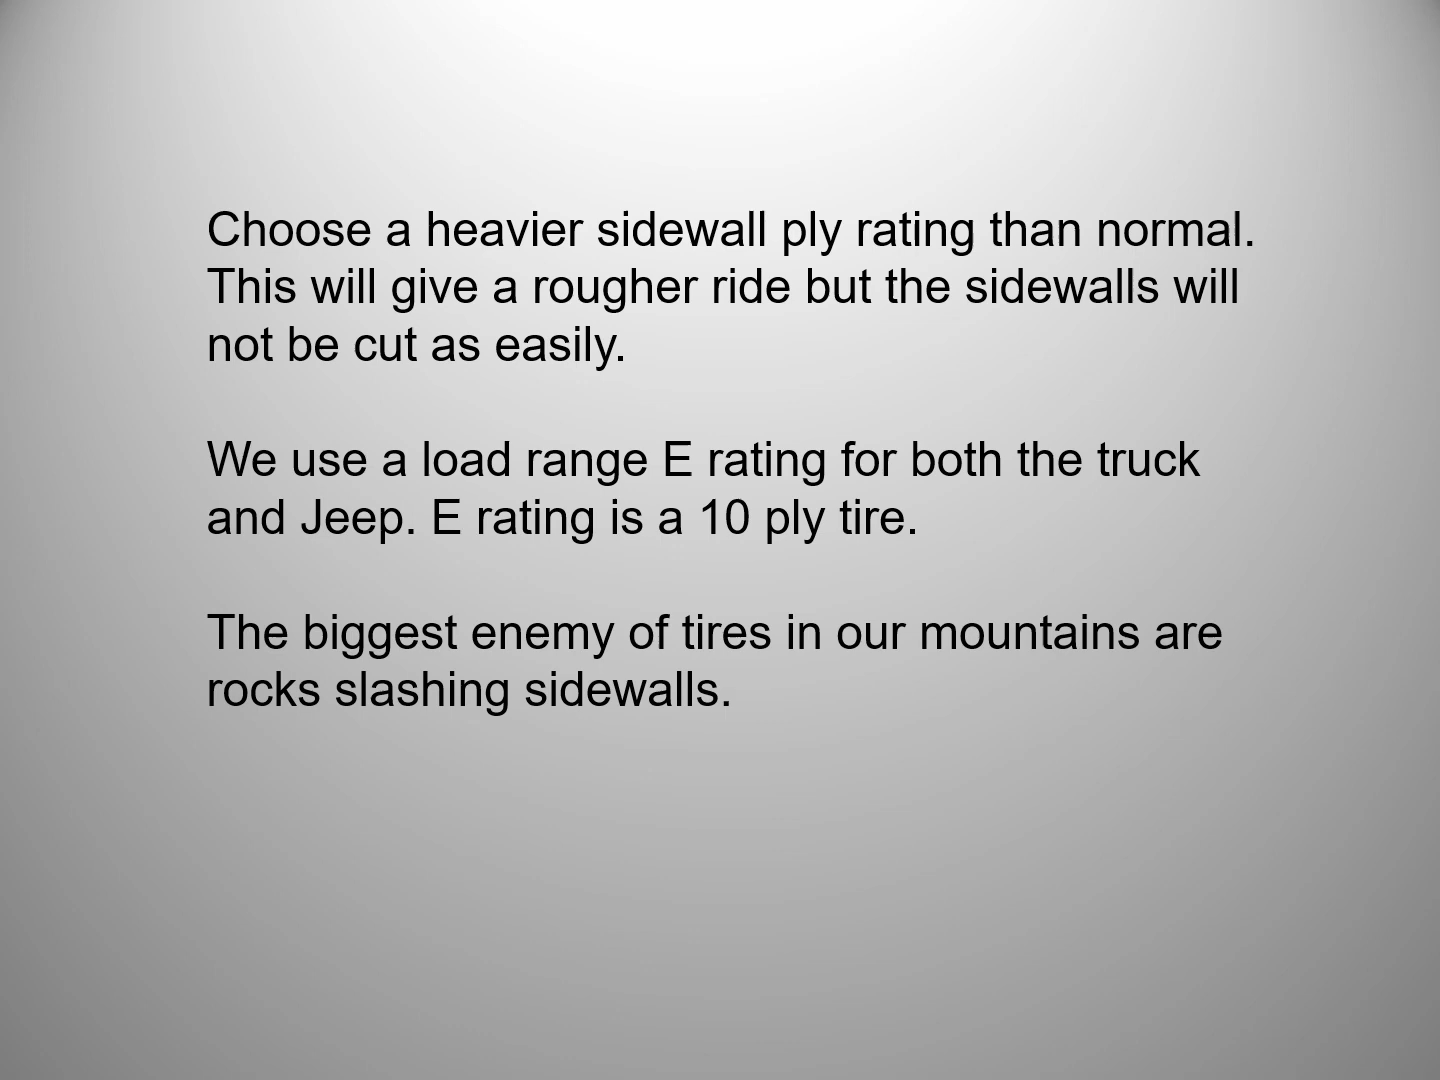 Choose a heavier sidewall ply rating than normal.
This will give a rougher ride but the sidewalls will
not be cut as easily.
We use a load range E rating for both the truck
and Jeep. E rating is a 10 ply tire.
The biggest enemy of tires in our mountains are
rocks slashing sidewalls.